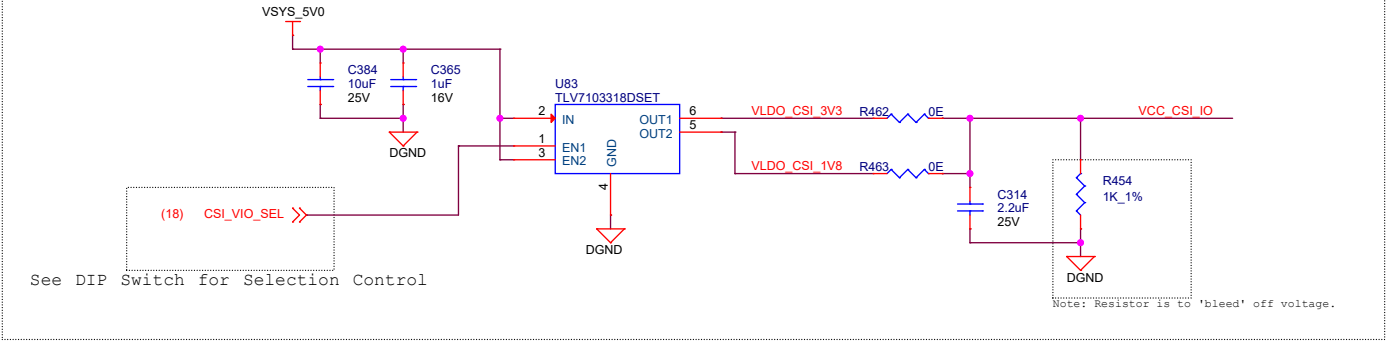 VSYS_5V0
C384
10uF
25V
C365
1uF
16V
DGND
U83
TLV7103318DSET
2
IN
1
EN1
3
EN2
GND
4
OUT1
6
OUT2
5
DGND
VLDO_CSI_3V3
R462
0E
VCC_CSI_IO
VLDO_CSI_1V8
R463
0E
C314
2.2uF
25V
R454
1K_1%
DGND
(18) CSI_VIO_SEL
See DIP Switch for Selection Control
Note: Resistor is to 'bleed' off voltage.